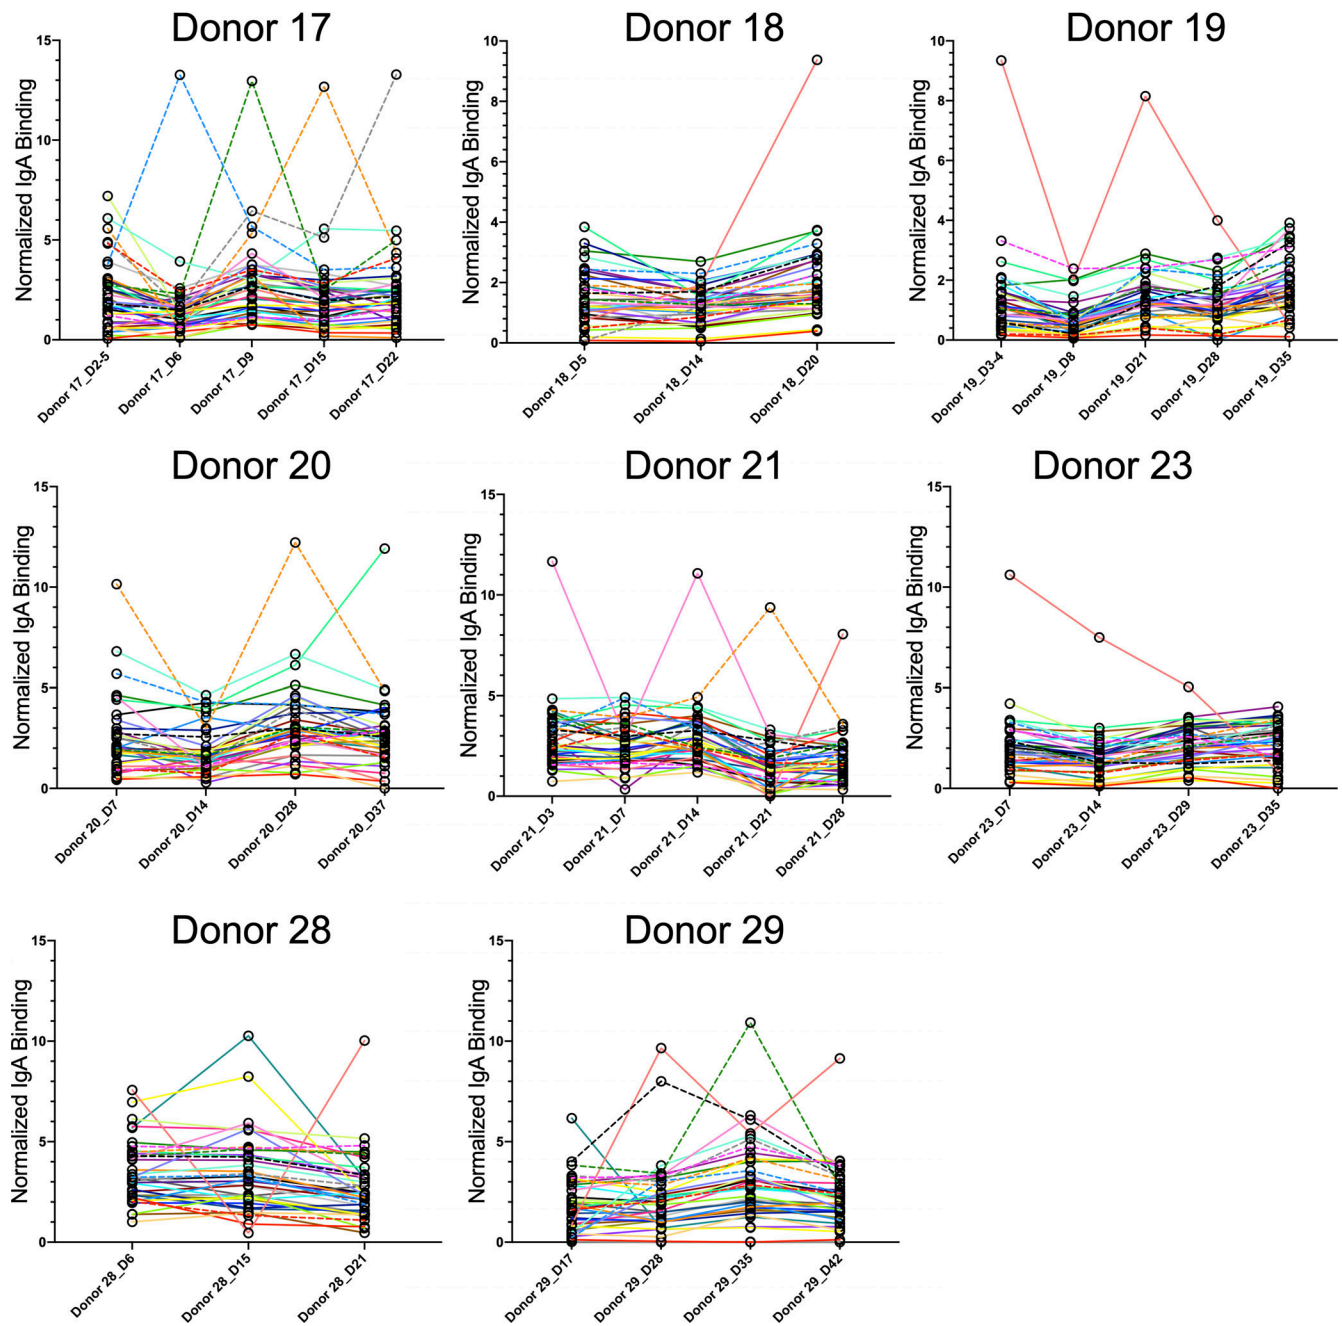 Donor 17
Normalized IgA Binding
15
10
5
0
Donor 17_D2-5
Donor 17_D6
Donor 17_D9
Donor 17_D15
Donor 17_D22
Donor 18
Normalized IgA Binding
10
8
6
4
2
0
Donor 18_D5
Donor 18_D14
Donor 18_D20
Donor 19
Normalized IgA Binding
10
8
6
4
2
0
Donor 19_D3-4
Donor 19_D8
Donor 19_D21
Donor 19_D28
Donor 19_D35
Donor 20
Normalized IgA Binding
15
10
5
0
Donor 20_D7
Donor 20_D14
Donor 20_D28
Donor 20_D37
Donor 21
Normalized IgA Binding
15
10
5
0
Donor 21_D3
Donor 21_D7
Donor 21_D14
Donor 21_D21
Donor 21_D28
Donor 23
Normalized IgA Binding
15
10
5
0
Donor 23_D7
Donor 23_D14
Donor 23_D29
Donor 23_D35
Donor 28
Normalized IgA Binding
15
10
5
0
Donor 28_D6
Donor 28_D15
Donor 28_D21
Donor 29
Normalized IgA Binding
15
10
5
0
Donor 29_D17
Donor 29_D28
Donor 29_D35
Donor 29_D42